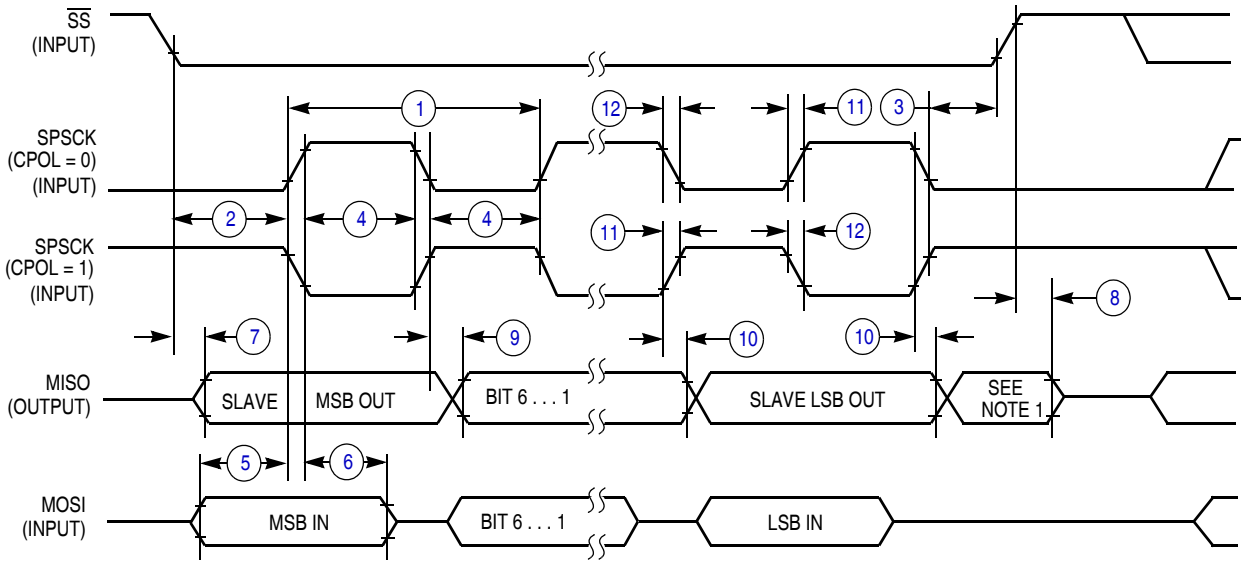 SS
(INPUT)
1
12
11
3
SPSCK
(CPOL = 0)
(INPUT)
2
4
4
SPSCK
(CPOL = 1)
(INPUT)
11
12
8
7
9
10
10
MISO
(OUTPUT)
SLAVE
MSB OUT
BIT 6 . . . 1
SLAVE LSB OUT
SEE
NOTE 1
5
6
MOSI
(INPUT)
MSB IN
BIT 6 . . . 1
LSB IN